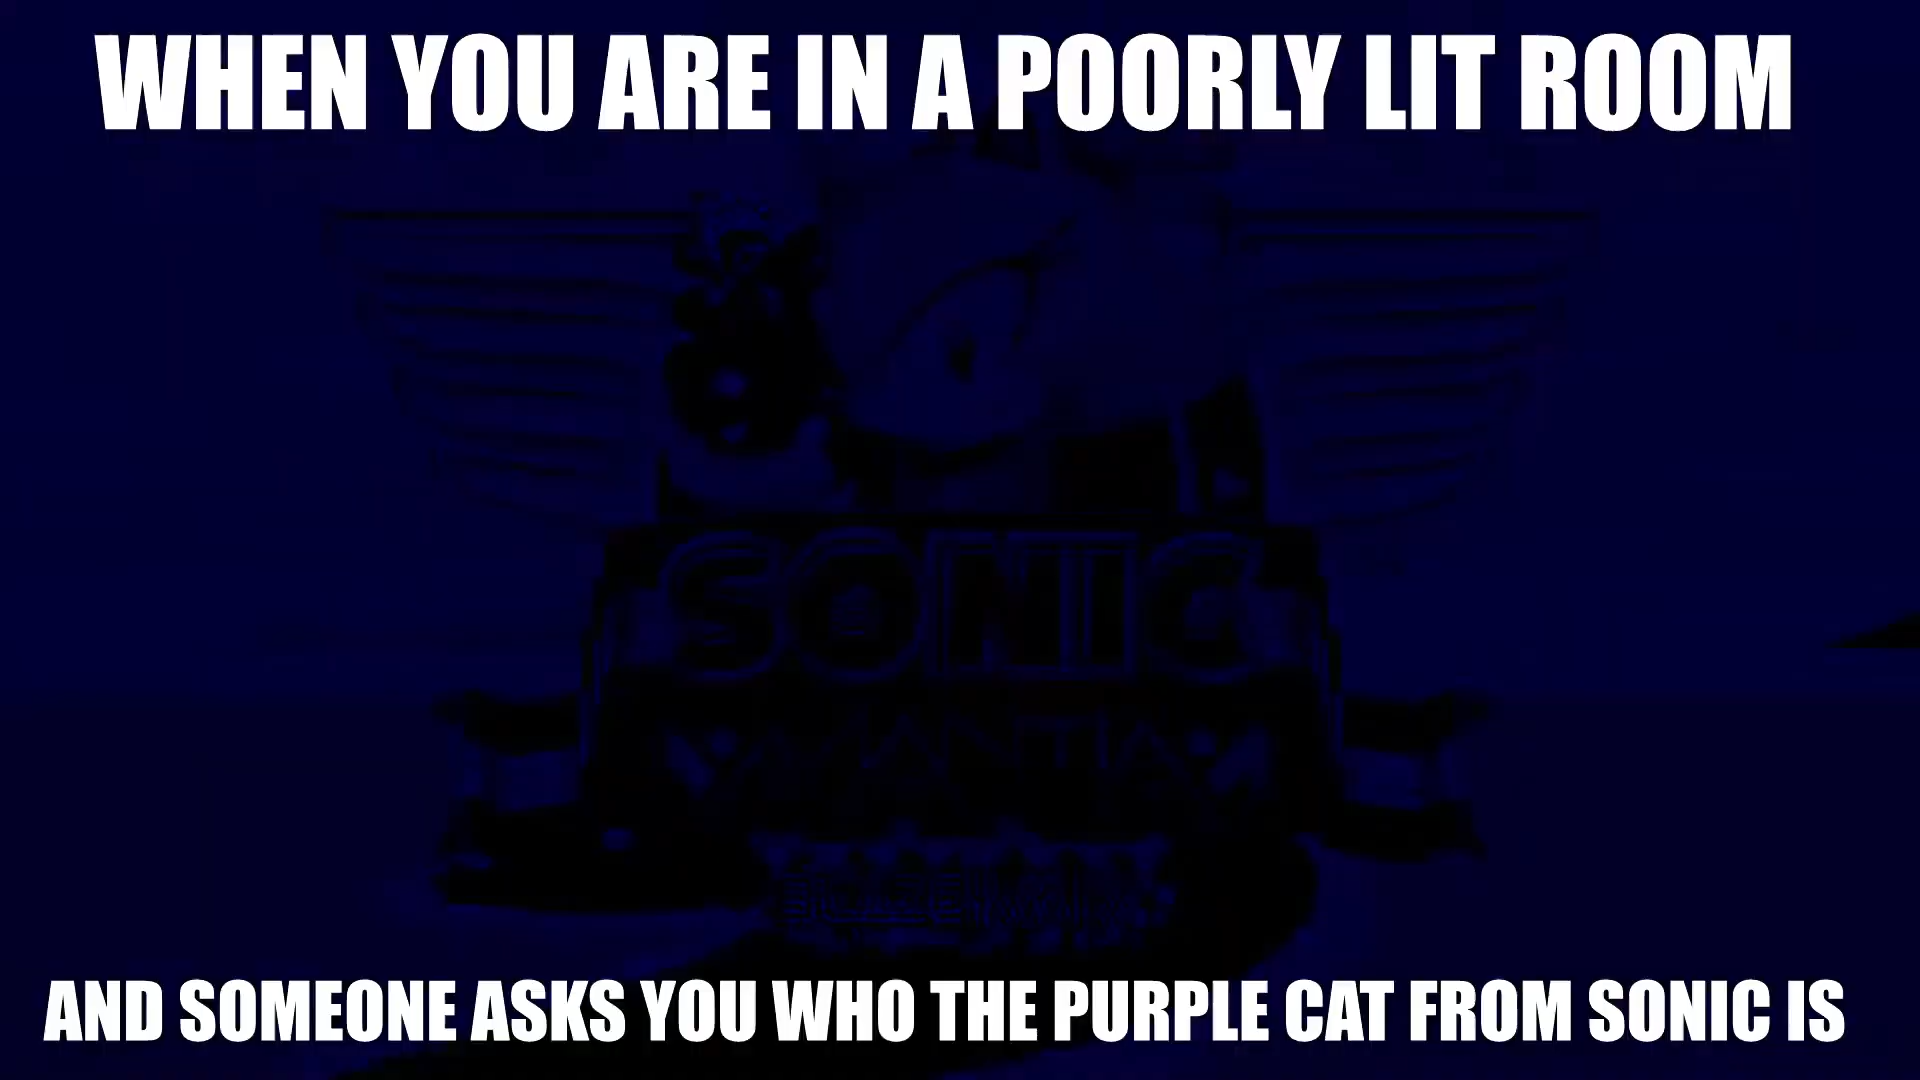 WHEN YOU ARE IN A POORLY LIT ROOM
SONIC
MANIA
AND SOMEONE ASKS YOU WHO THE PURPLE CAT FROM SONIC IS